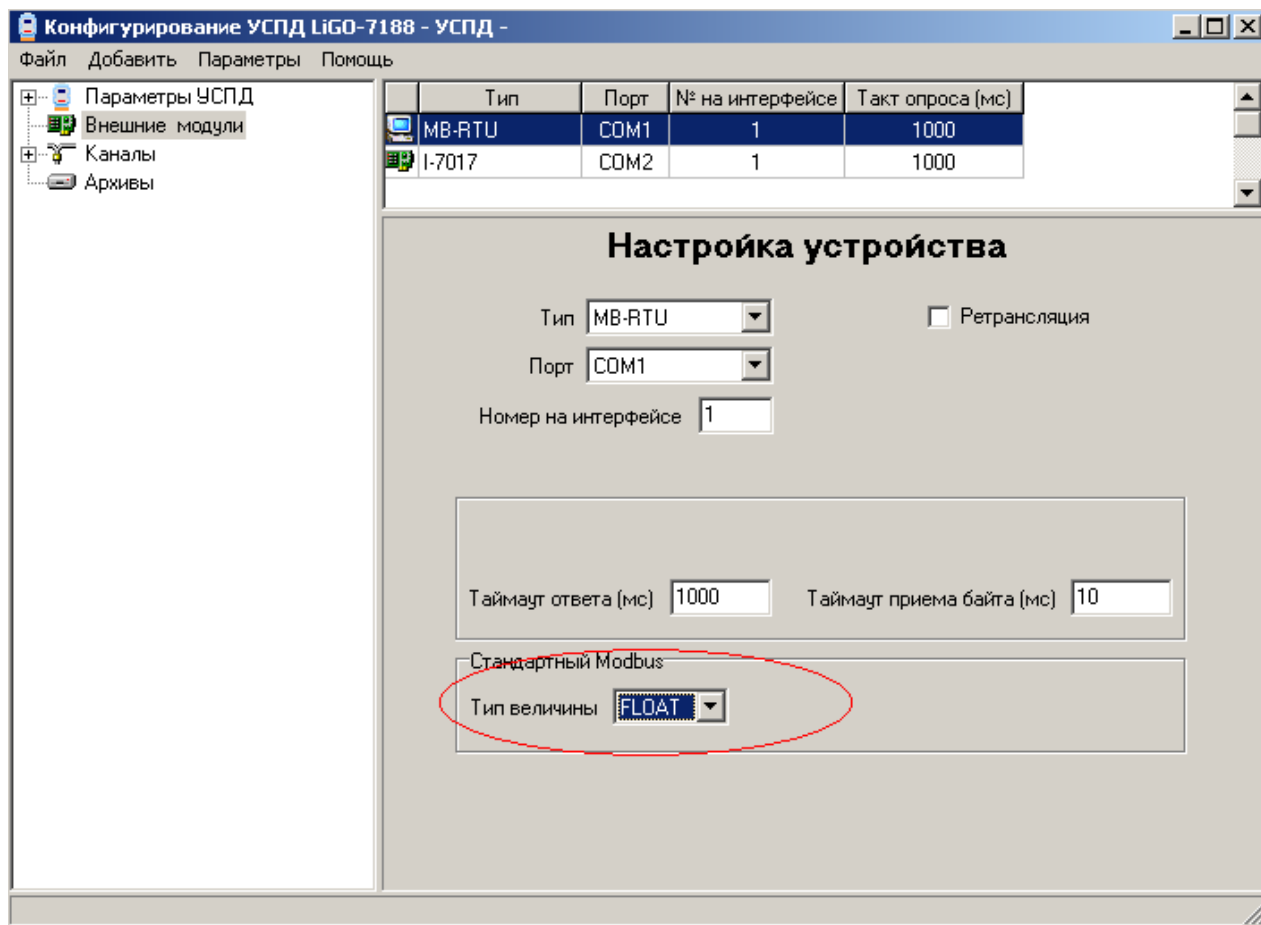 Конфигурирование УСПД LiGO-7188 - УСПД -
Файл Добавить Параметры Помощь
Параметры УСПД
Внешние модули
Каналы
Архивы
Тип Порт № на интерфейсе Такт опроса (мс)
MB-RTU COM1 1 1000
I-7017 COM2 1 1000
Настройка устройства
Тип MB-RTU Ретрансляция
Порт COM1
Номер на интерфейсе 1
Таймаут ответа (мс) 1000 Таймаут приема байта (мс) 10
Стандартный Modbus
Тип величины FLOAT